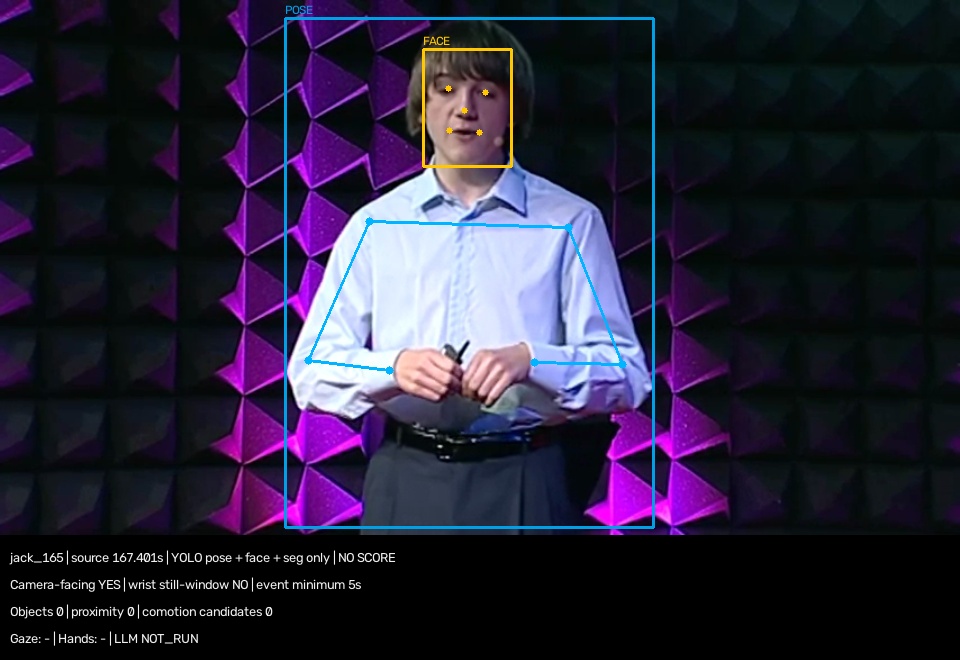 POSE
FACE
jack_165 | source 167.401s | YOLO pose + face + seg only | NO SCORE
Camera-facing YES | wrist still-window NO | event minimum 5s
Objects 0 | proximity 0 | comotion candidates 0
Gaze: - | Hands: - | LLM NOT_RUN